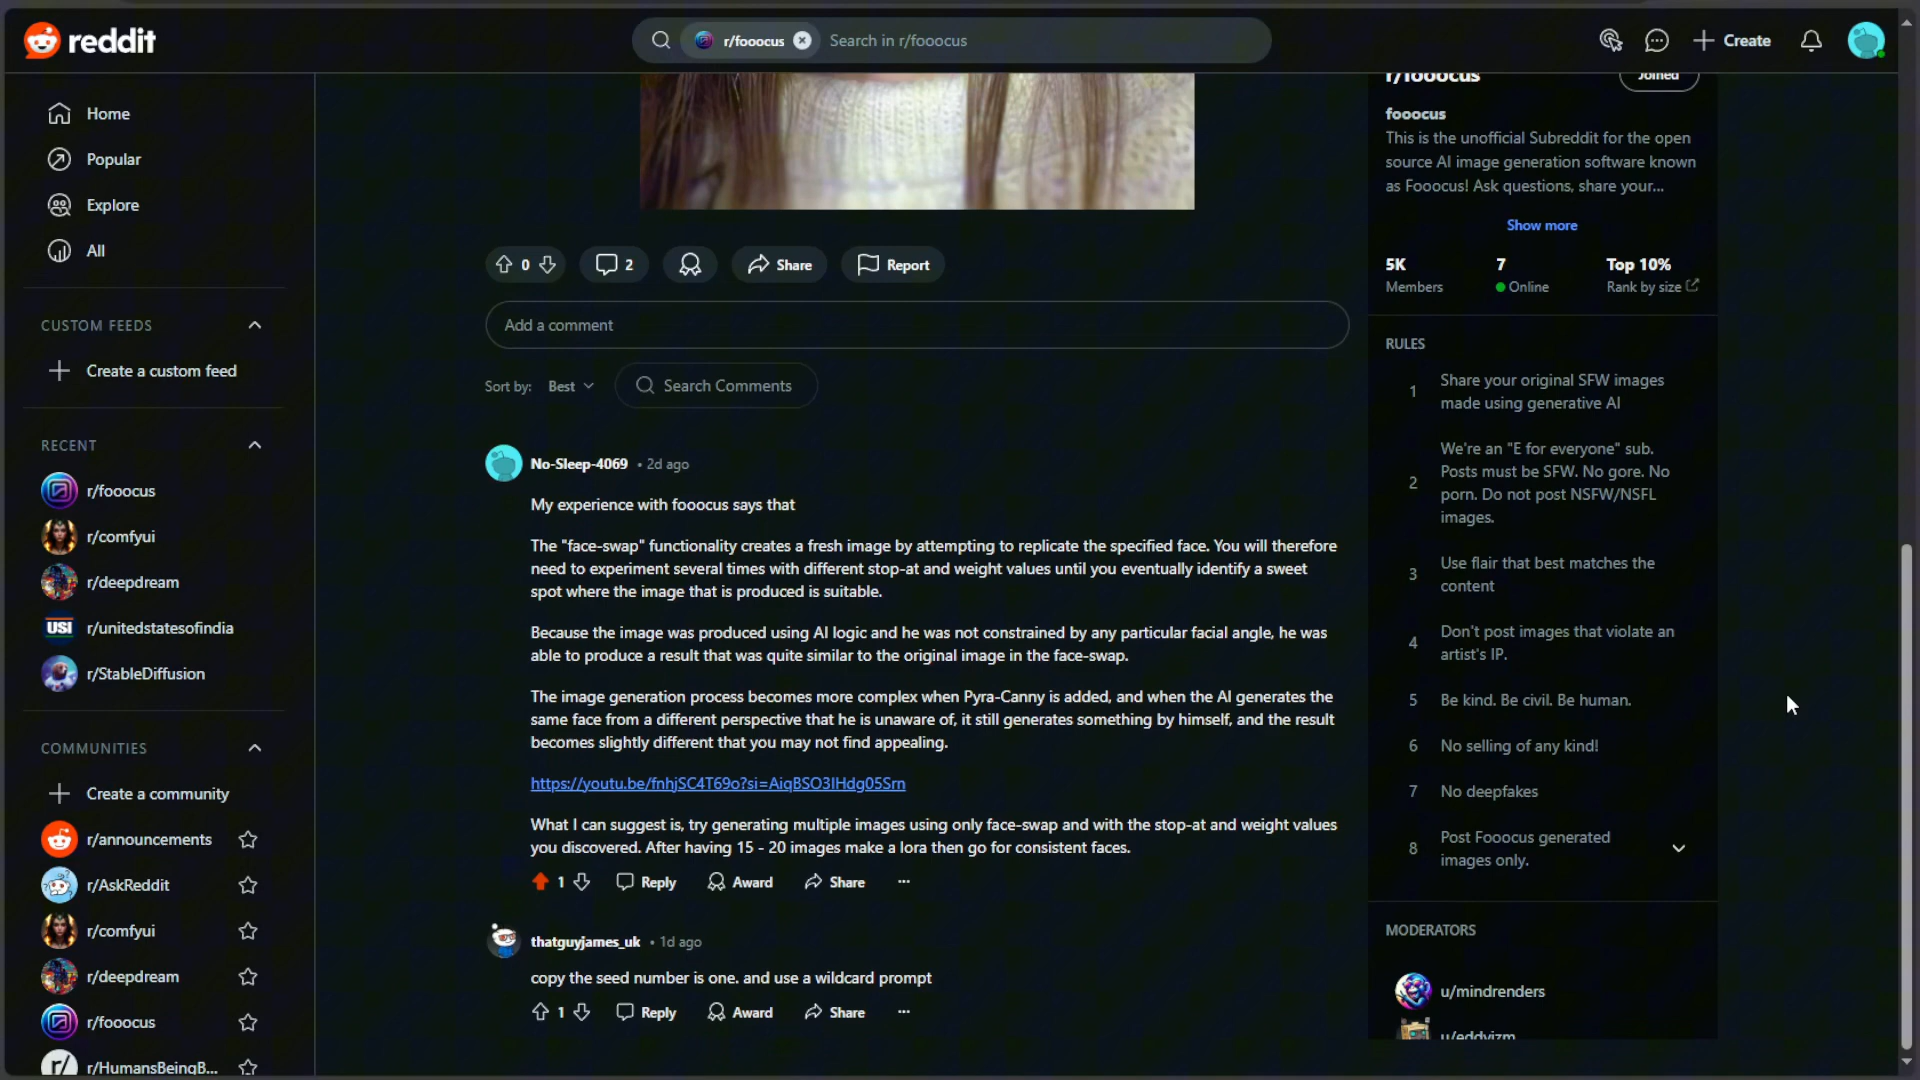 reddit
r/fooocus
Search in r/fooocus
Create
Home
Popular
Explore
All
CUSTOM FEEDS
Create a custom feed
RECENT
r/fooocus
r/comfyui
r/deepdream
USI r/unitedstatesofindia
r/StableDiffusion
COMMUNITIES
Create a community
r/announcements
r/AskReddit
r/comfyui
r/deepdream
r/fooocus
r/ r/HumansBeingB...
0
2
Share
Report
Add a comment
Sort by: Best
Search Comments
No-Sleep-4069 • 2d ago
My experience with fooocus says that
The "face-swap" functionality creates a fresh image by attempting to replicate the specified face. You will therefore
need to experiment several times with different stop-at and weight values until you eventually identify a sweet
spot where the image that is produced is suitable.
Because the image was produced using AI logic and he was not constrained by any particular facial angle, he was
able to produce a result that was quite similar to the original image in the face-swap.
The image generation process becomes more complex when Pyra-Canny is added, and when the AI generates the
same face from a different perspective that he is unaware of, it still generates something by himself, and the result
becomes slightly different that you may not find appealing.
https://youtu.be/fnhjSC4T69o?si=AiqBSO3IHdg05Srn
What I can suggest is, try generating multiple images using only face-swap and with the stop-at and weight values
you discovered. After having 15 - 20 images make a lora then go for consistent faces.
1 Reply Award Share ...
thatguyjames_uk • 1d ago
copy the seed number is one. and use a wildcard prompt
1 Reply Award Share ...
r/fooocus
Joined
fooocus
This is the unofficial Subreddit for the open
source AI image generation software known
as Fooocus! Ask questions, share your...
Show more
5K 7 Top 10%
Members Online Rank by size
RULES
1 Share your original SFW images
made using generative AI
2 We're an "E for everyone" sub.
Posts must be SFW. No gore. No
porn. Do not post NSFW/NSFL
images.
3 Use flair that best matches the
content
4 Don't post images that violate an
artist's IP.
5 Be kind. Be civil. Be human.
6 No selling of any kind!
7 No deepfakes
8 Post Fooocus generated
images only.
MODERATORS
u/mindrenders
u/eddyizm